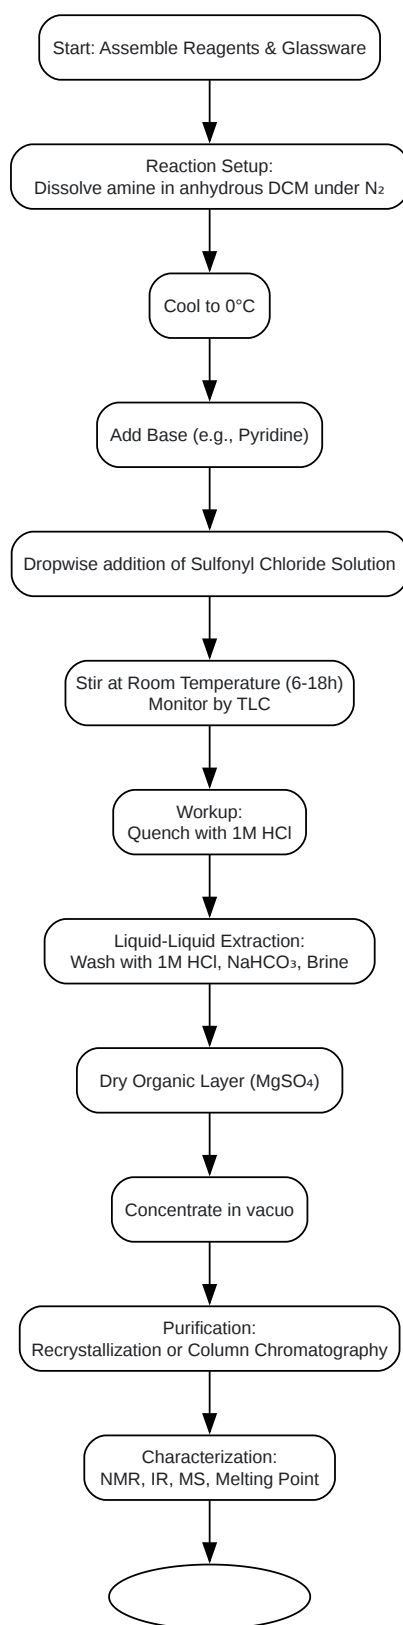 Start: Assemble Reagents & Glassware
Reaction Setup:
Dissolve amine in anhydrous DCM under N₂
Cool to 0°C
Add Base (e.g., Pyridine)
Dropwise addition of Sulfonyl Chloride Solution
Stir at Room Temperature (6-18h)
Monitor by TLC
Workup:
Quench with 1M HCl
Liquid-Liquid Extraction:
Wash with 1M HCl, NaHCO₃, Brine
Dry Organic Layer (MgSO₄)
Concentrate in vacuo
Purification:
Recrystallization or Column Chromatography
Characterization:
NMR, IR, MS, Melting Point